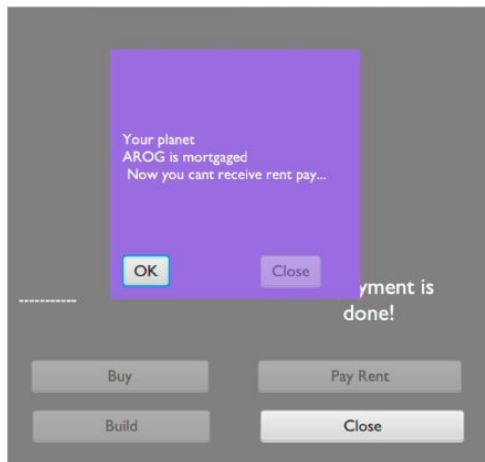 Your planet
AROG is mortgaged
Now you cant receive rent pay...
OK
Close
yment is
done!
-----------
Buy
Pay Rent
Build
Close